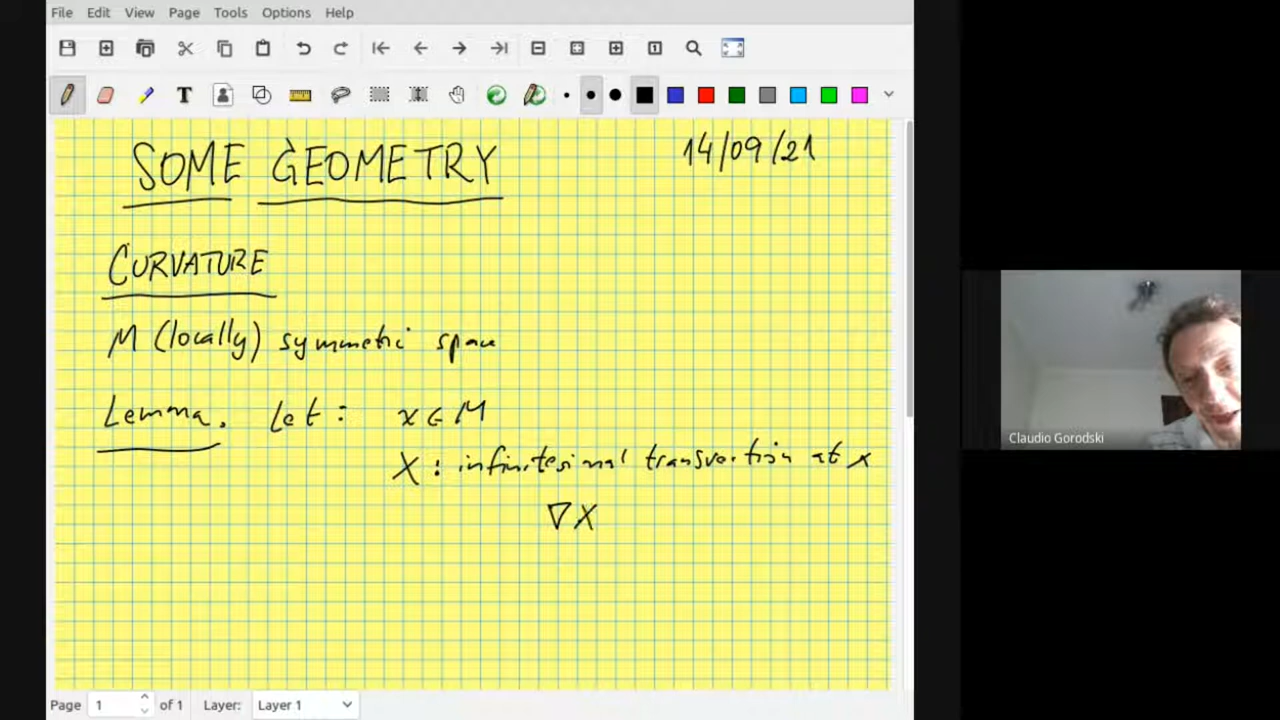 File Edit View Page Tools Options Help
SOME GEOMETRY 14/09/21
CURVATURE
M (locally) symmetric space
Lemma. Let: x ∈ M
X: infinitesimal transvection at x
∇X
Claudio Gorodski
Page 1 of 1 Layer: Layer 1